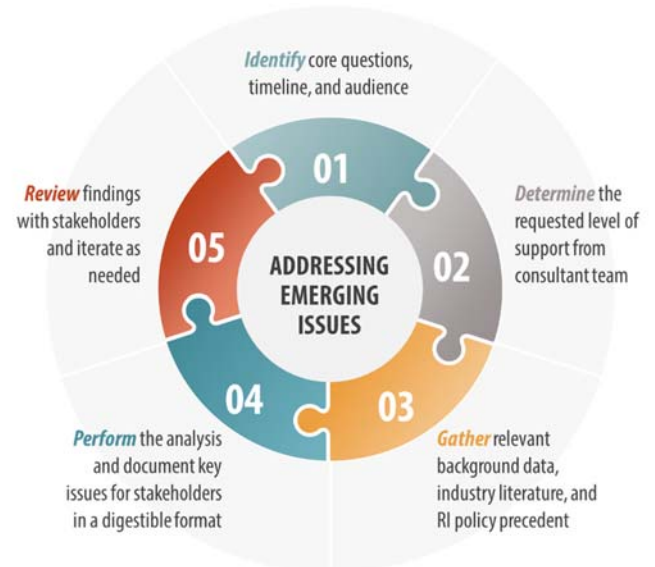 Identify core questions,
timeline, and audience
01
Determine the
requested level of
support from
consultant team
02
Gather relevant
background data,
industry literature, and
RI policy precedent
03
Perform the analysis
and document key
issues for stakeholders
in a digestible format
04
Review findings
with stakeholders
and iterate as
needed
05
ADDRESSING
EMERGING
ISSUES